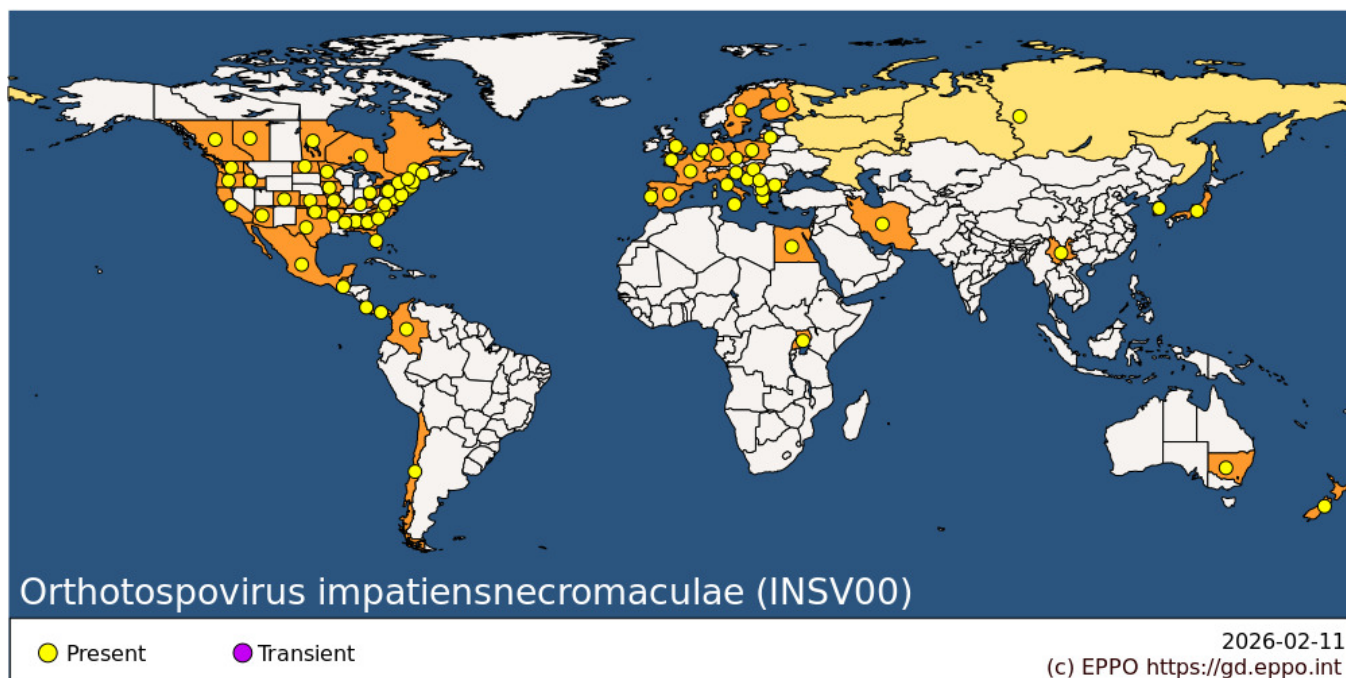 Orthotospovirus impatiensnecromaculae (INSV00)
Present
Transient
2026-02-11
(c) EPPO https://gd.eppo.int